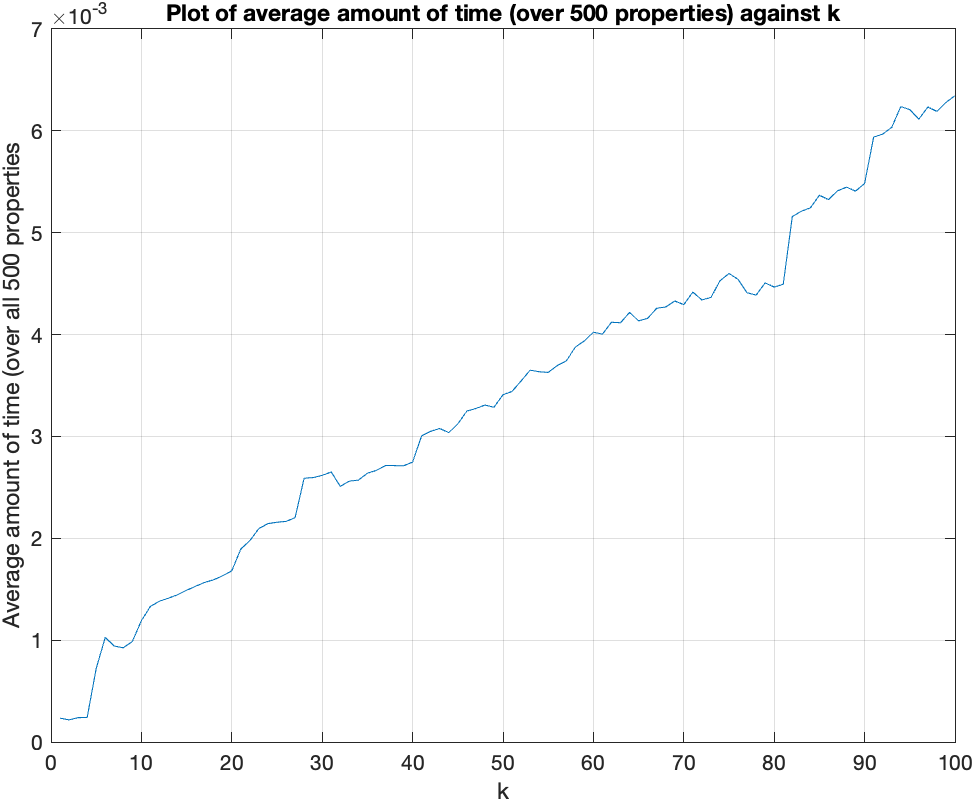 Plot of average amount of time (over 500 properties) against k
×10-3
7
6
5
4
3
2
1
0
Average amount of time (over all 500 properties
0 10 20 30 40 50 60 70 80 90 100
k